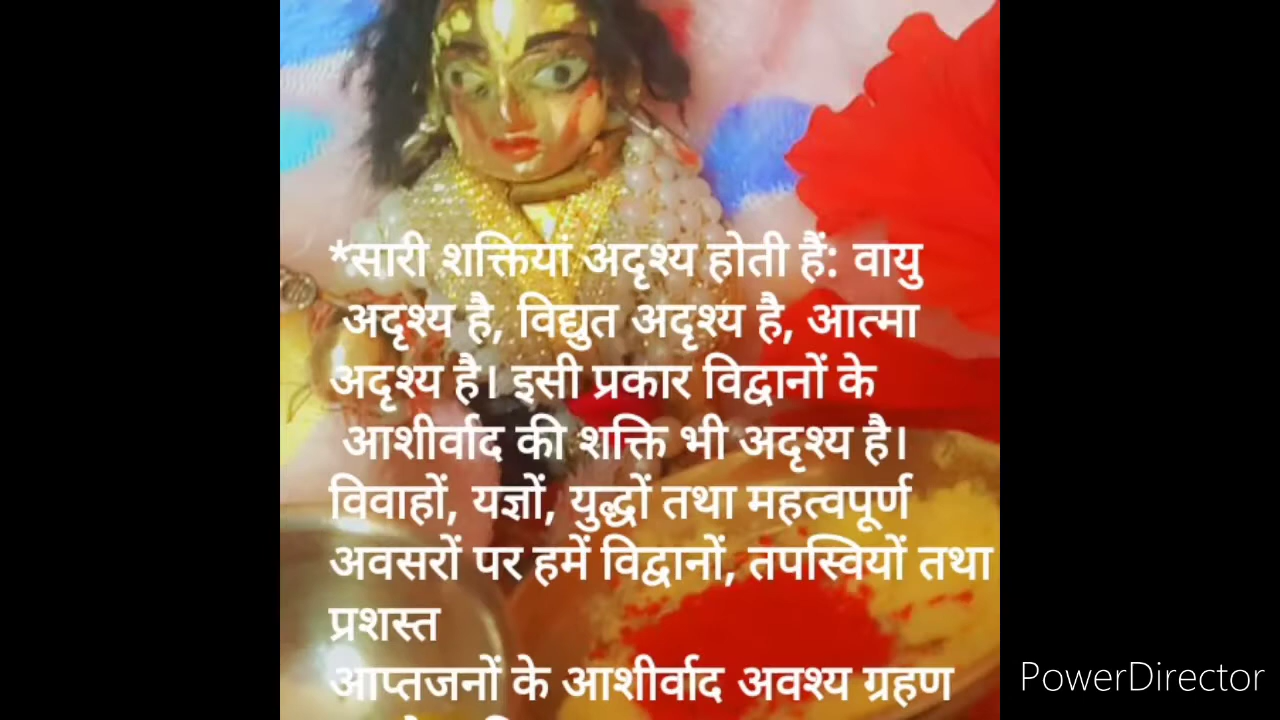 *सारी शक्तियां अदृश्य होती हैं: वायु
अदृश्य है, विद्युत अदृश्य है, आत्मा
अदृश्य है। इसी प्रकार विद्वानों के
आशीर्वाद की शक्ति भी अदृश्य है।
विवाहों, यज्ञों, युद्धों तथा महत्वपूर्ण
अवसरों पर हमें विद्वानों, तपस्वियों तथा
प्रशस्त
आप्तजनों के आशीर्वाद अवश्य ग्रहण
PowerDirector